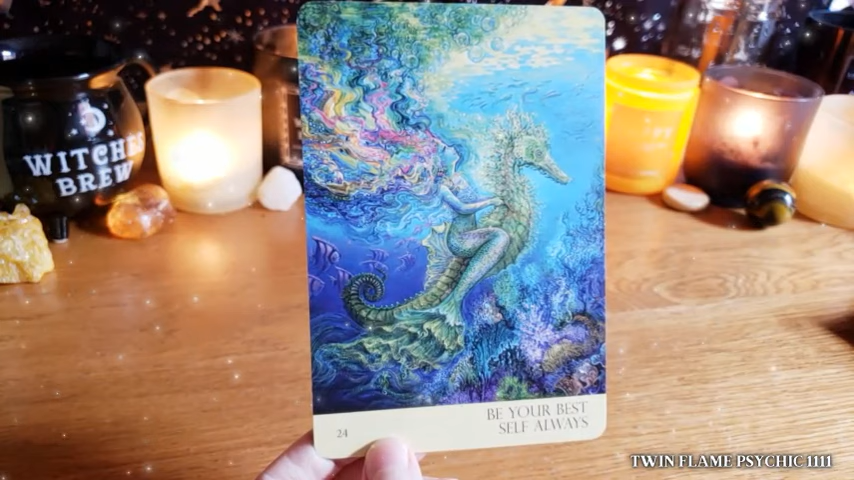 WITCHES
BREW
24
BE YOUR BEST
SELF ALWAYS
TWIN FLAME PSYCHIC 1111